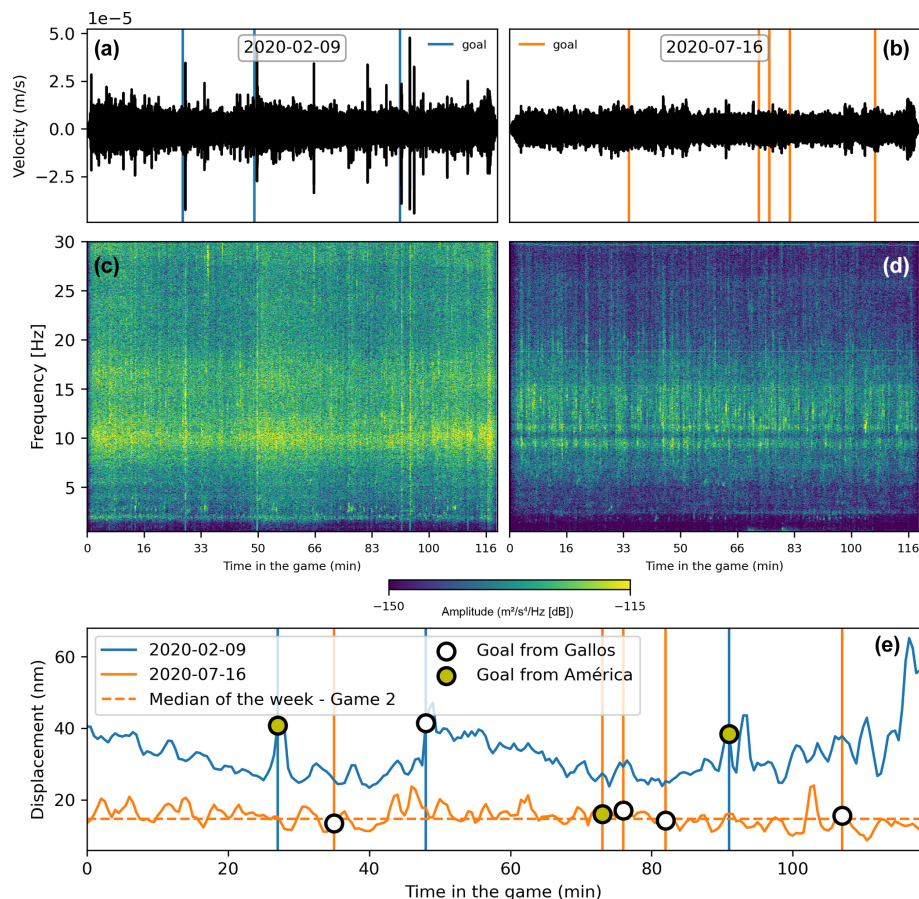 1e−5
(a)
2020-02-09
goal
goal
2020-07-16
(b)
Velocity (m/s)
5.0
2.5
0.0
−2.5
(c)
(d)
Frequency [Hz]
30
25
20
15
10
5
0 16 33 50 66 83 100 116
0 16 33 50 66 83 100 116
Time in the game (min)
Time in the game (min)
−150
Amplitude (m²/s⁴/Hz [dB])
−115
(e)
2020-02-09
2020-07-16
Median of the week - Game 2
Goal from Gallos
Goal from América
Displacement (nm)
60
40
20
0 20 40 60 80 100
Time in the game (min)